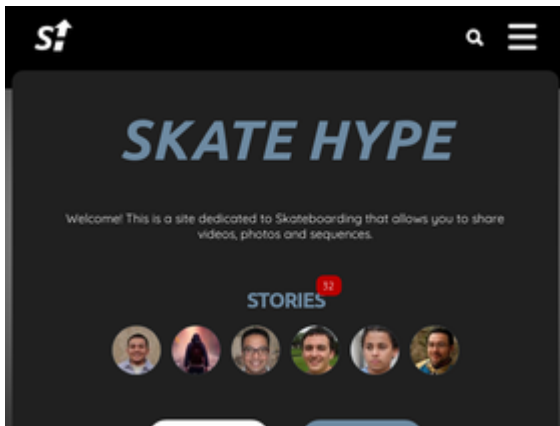 S
SKATE HYPE
Welcome! This is a site dedicated to Skateboarding that allows you to share
videos, photos and sequences.
32
STORIES